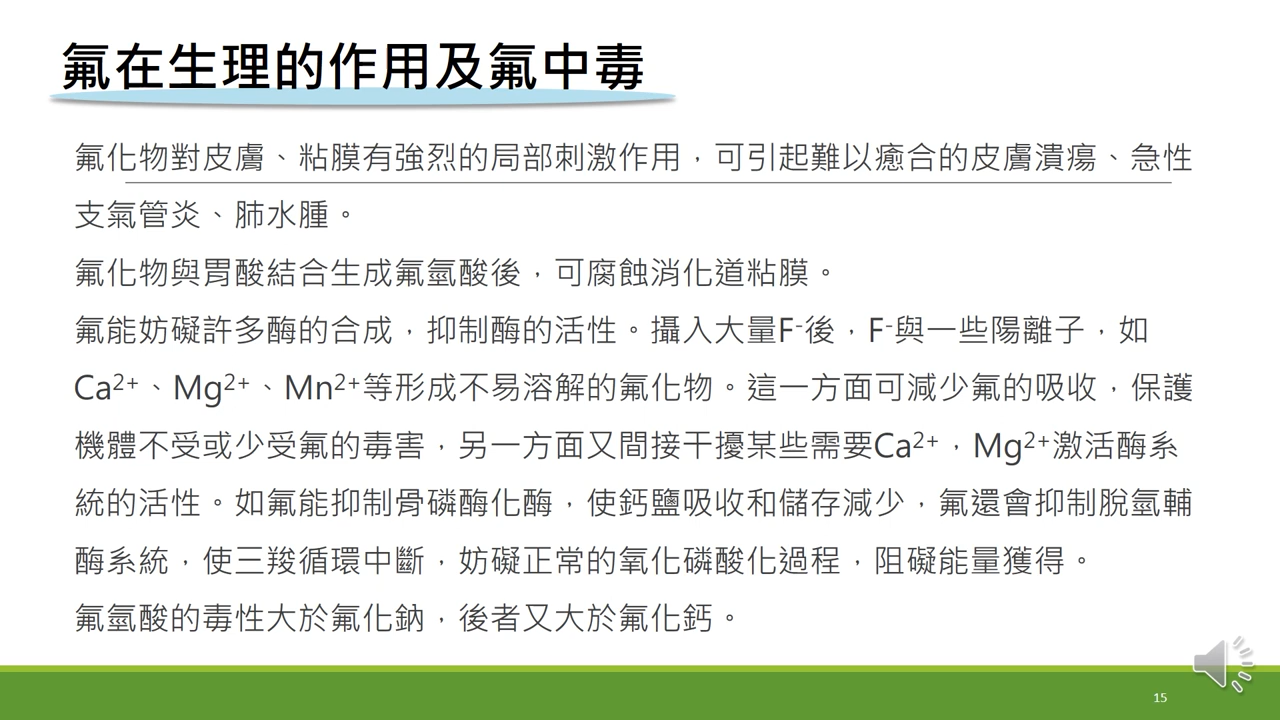 氟在生理的作用及氟中毒
氟化物對皮膚、粘膜有強烈的局部刺激作用，可引起難以癒合的皮膚潰瘍、急性
支氣管炎、肺水腫。
氟化物與胃酸結合生成氟氫酸後，可腐蝕消化道粘膜。
氟能妨礙許多酶的合成，抑制酶的活性。攝入大量F⁻後，F⁻與一些陽離子，如
Ca²⁺、Mg²⁺、Mn²⁺等形成不易溶解的氟化物。這一方面可減少氟的吸收，保護
機體不受或少受氟的毒害，另一方面又間接干擾某些需要Ca²⁺，Mg²⁺激活酶系
統的活性。如氟能抑制骨磷酶化酶，使鈣鹽吸收和儲存減少，氟還會抑制脫氫輔
酶系統，使三羧循環中斷，妨礙正常的氧化磷酸化過程，阻礙能量獲得。
氟氫酸的毒性大於氟化鈉，後者又大於氟化鈣。
15